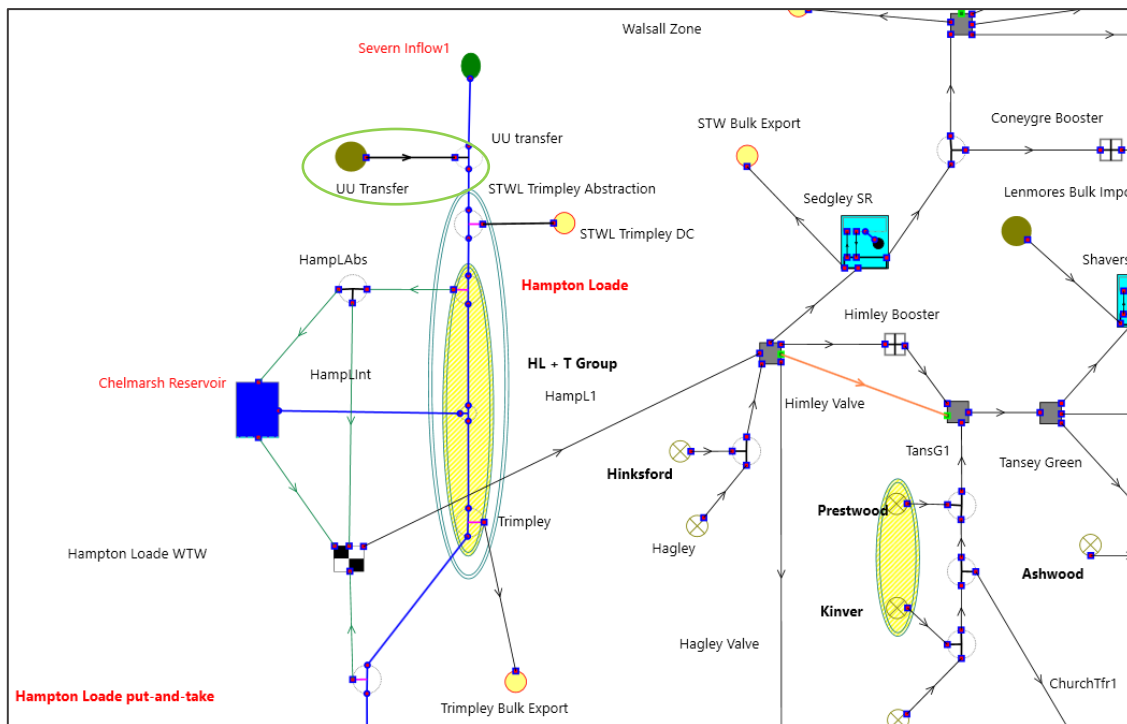 Severn Inflow1
Walsall Zone
UU transfer
STW Bulk Export
Coneygre Booster
UU Transfer
STWL Trimpley Abstraction
Sedgley SR
Lenmores Bulk Impo
STWL Trimpley DC
HampLAbs
Shavers
Hampton Loade
Himley Booster
HL + T Group
HampLInt
Chelmarsh Reservoir
HampL1
Himley Valve
TansG1
Tansey Green
Hinksford
Prestwood
Trimpley
Hagley
Hampton Loade WTW
Ashwood
Kinver
Hagley Valve
Hampton Loade put-and-take
Trimpley Bulk Export
ChurchTfr1